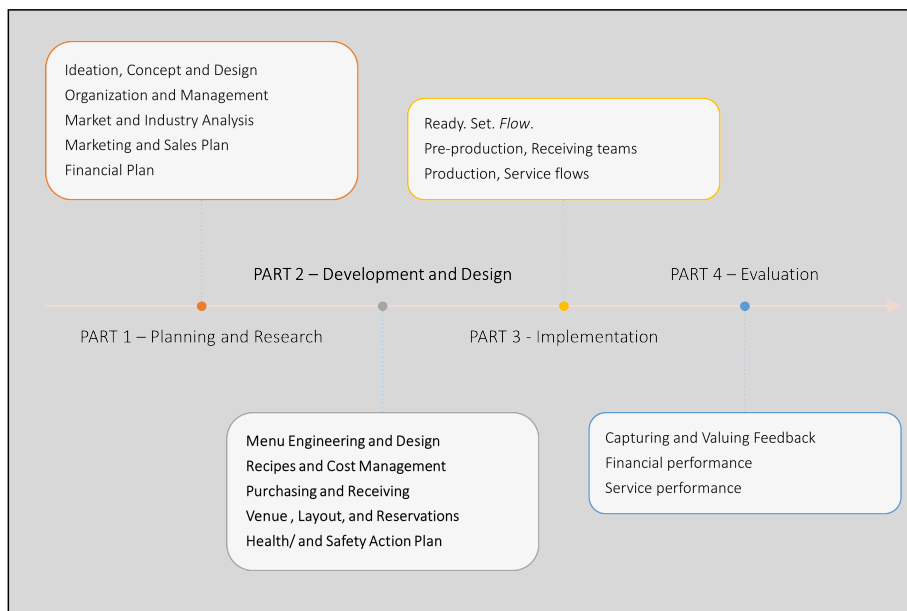 Ideation, Concept and Design
Organization and Management
Market and Industry Analysis
Marketing and Sales Plan
Financial Plan
Ready. Set. Flow.
Pre-production, Receiving teams
Production, Service flows
PART 2 – Development and Design
PART 4 – Evaluation
PART 1 – Planning and Research
PART 3 - Implementation
Menu Engineering and Design
Recipes and Cost Management
Purchasing and Receiving
Venue , Layout, and Reservations
Health/ and Safety Action Plan
Capturing and Valuing Feedback
Financial performance
Service performance